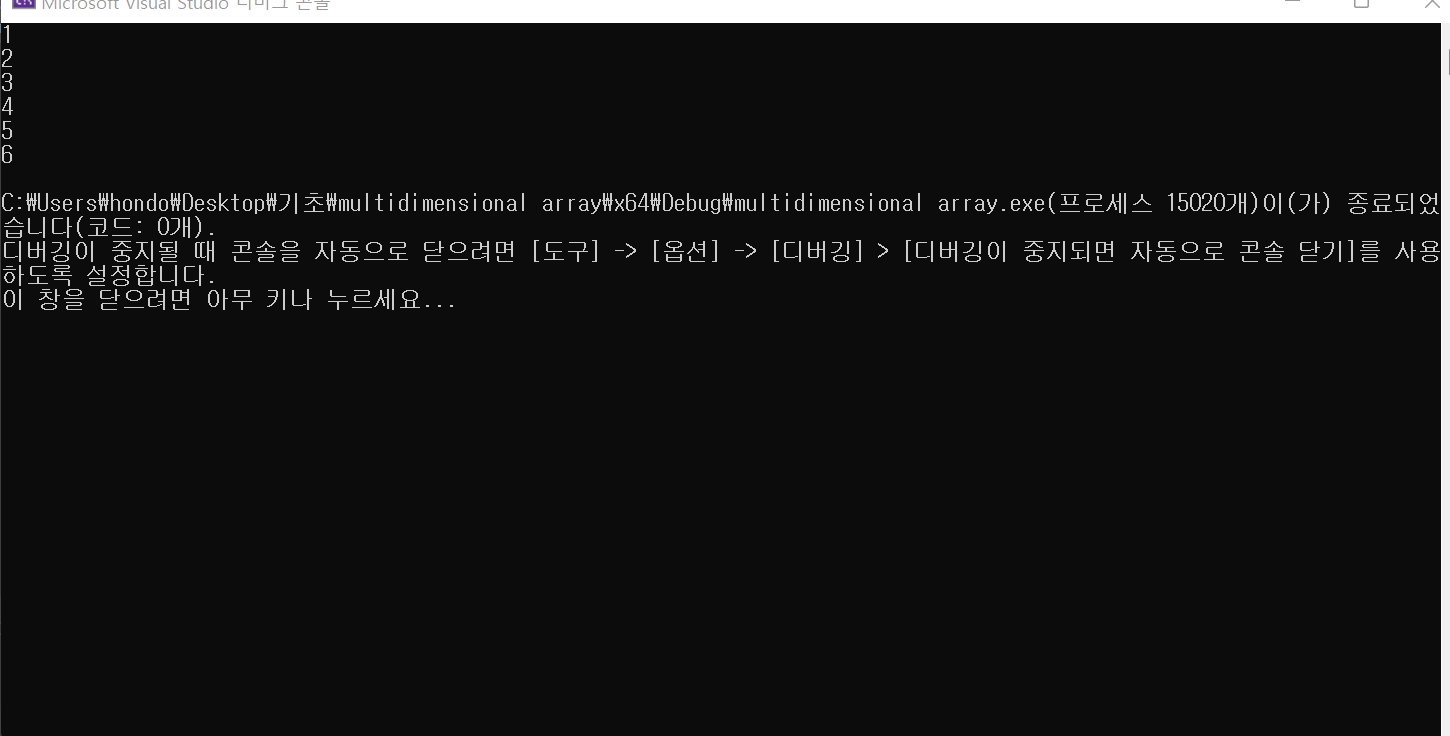 Microsoft Visual Studio 디버그 콘솔
1
2
3
4
5
6
C:₩Users₩hondo₩Desktop₩기초₩multidimensional array₩x64₩Debug₩multidimensional array.exe(프로세스 15020개)이(가) 종료되었
습니다(코드: 0개).
디버깅이 중지될 때 콘솔을 자동으로 닫으려면 [도구] -> [옵션] -> [디버깅] > [디버깅이 중지되면 자동으로 콘솔 닫기]를 사용
하도록 설정합니다.
이 창을 닫으려면 아무 키나 누르세요...